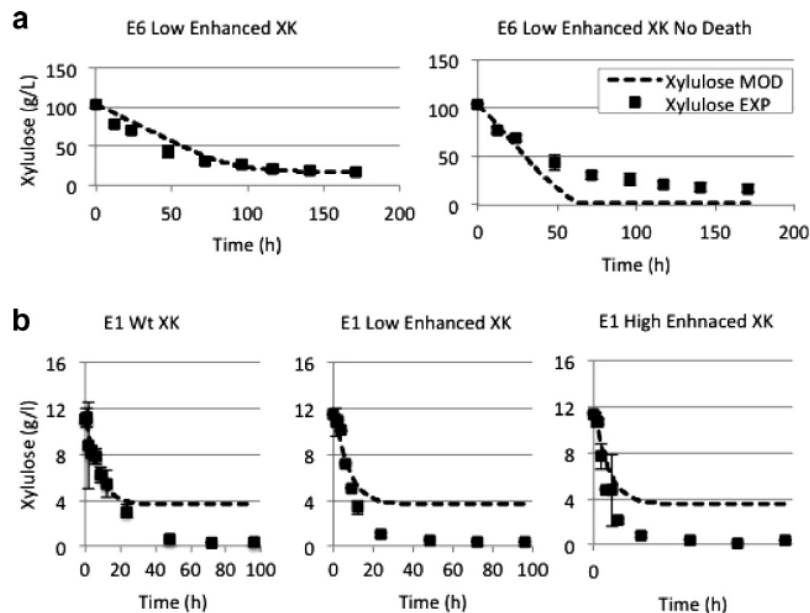 a
E6 Low Enhanced XK
E6 Low Enhanced XK No Death
Xylulose (g/L)
150
100
50
0
0 50 100 150 200
Time (h)
150
100
50
0
0 50 100 150 200
Time (h)
Xylulose MOD
Xylulose EXP
b
E1 Wt XK
E1 Low Enhanced XK
E1 High Enhnaced XK
Xylulose (g/l)
16
12
8
4
0
0 20 40 60 80 100
Time (h)
16
12
8
4
0
0 20 40 60 80 100
Time (h)
16
12
8
4
0
0
Time (h)